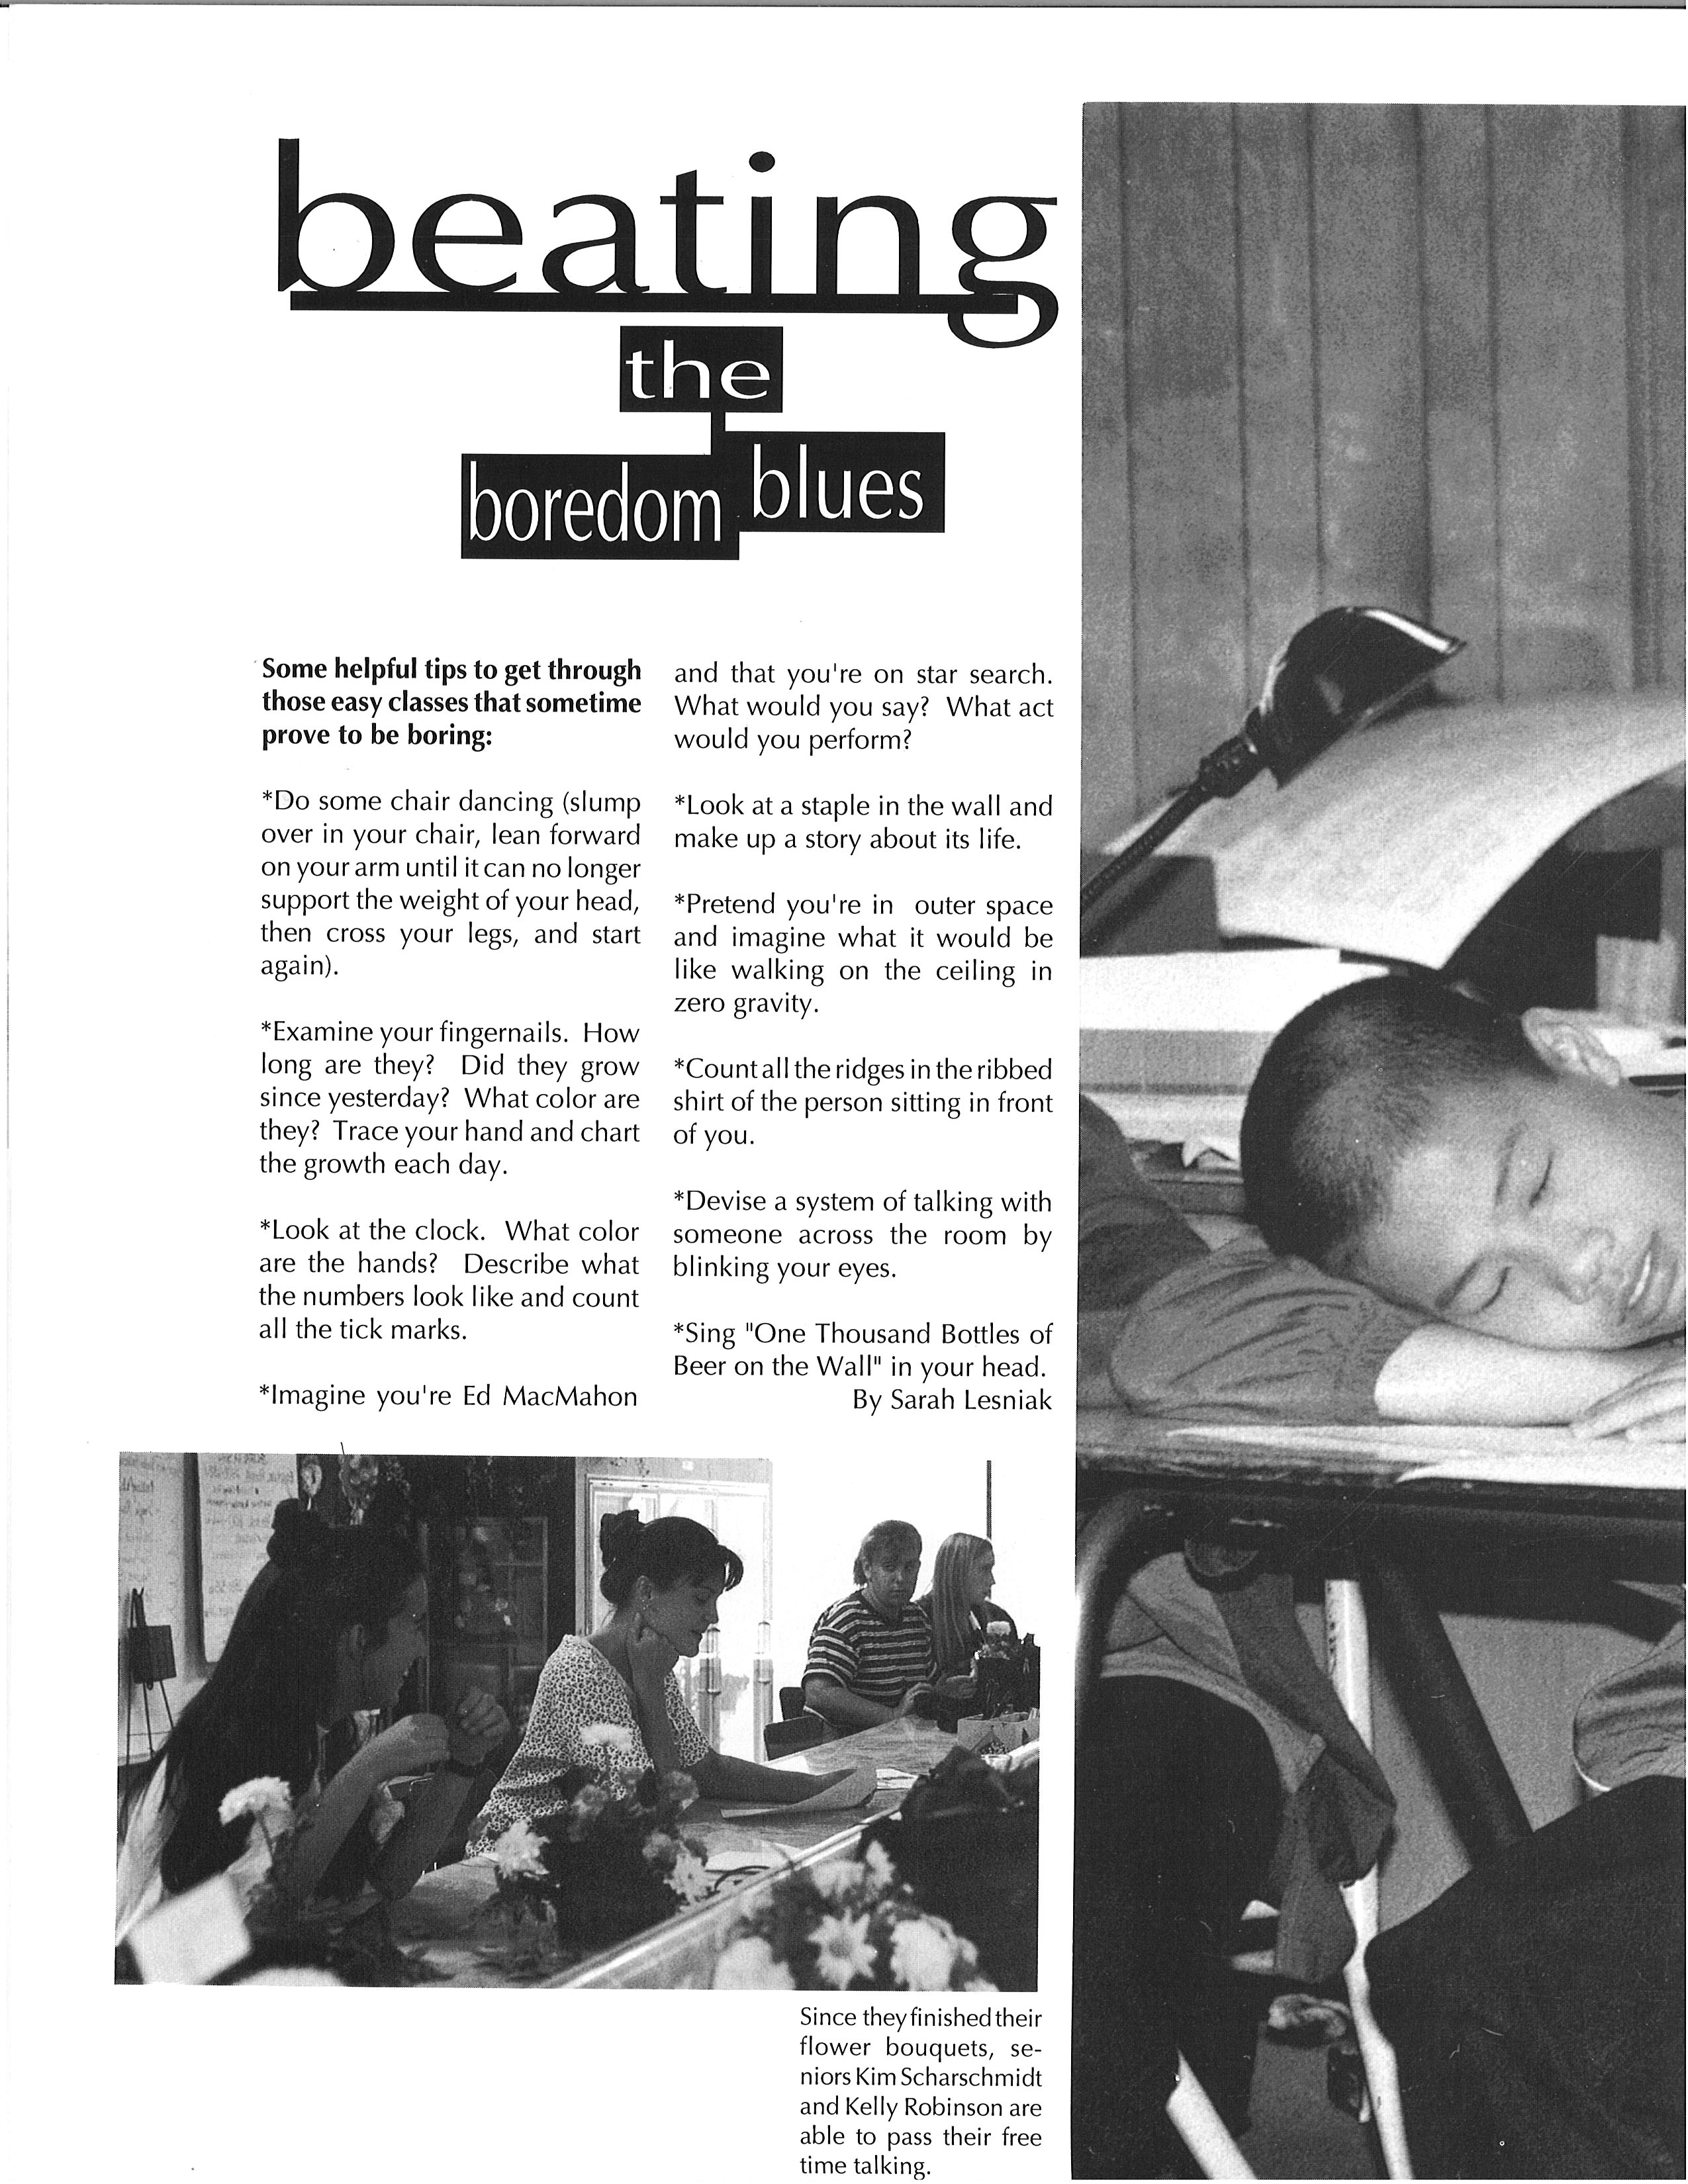 beating
the
boredom blues
Some helpful tips to get through
those easy classes that sometime
prove to be boring:
*Do some chair dancing (slump
over in your chair, lean forward
on your arm until it can no longer
support the weight of your head,
then cross your legs, and start
again).
*Examine your fingernails. How
long are they? Did they grow
since yesterday? What color are
they? Trace your hand and chart
the growth each day.
*Look at the clock. What color
are the hands? Describe what
the numbers look like and count
all the tick marks.
*Imagine you're Ed MacMahon
and that you're on star search.
What would you say? What act
would you perform?
*Look at a staple in the wall and
make up a story about its life.
*Pretend you're in outer space
and imagine what it would be
like walking on the ceiling in
zero gravity.
*Count all the ridges in the ribbed
shirt of the person sitting in front
of you.
*Devise a system of talking with
someone across the room by
blinking your eyes.
*Sing "One Thousand Bottles of
Beer on the Wall" in your head.
By Sarah Lesniak
Since they finished their
flower bouquets, se-
niors Kim Scharschmidt
and Kelly Robinson are
able to pass their free
time talking.